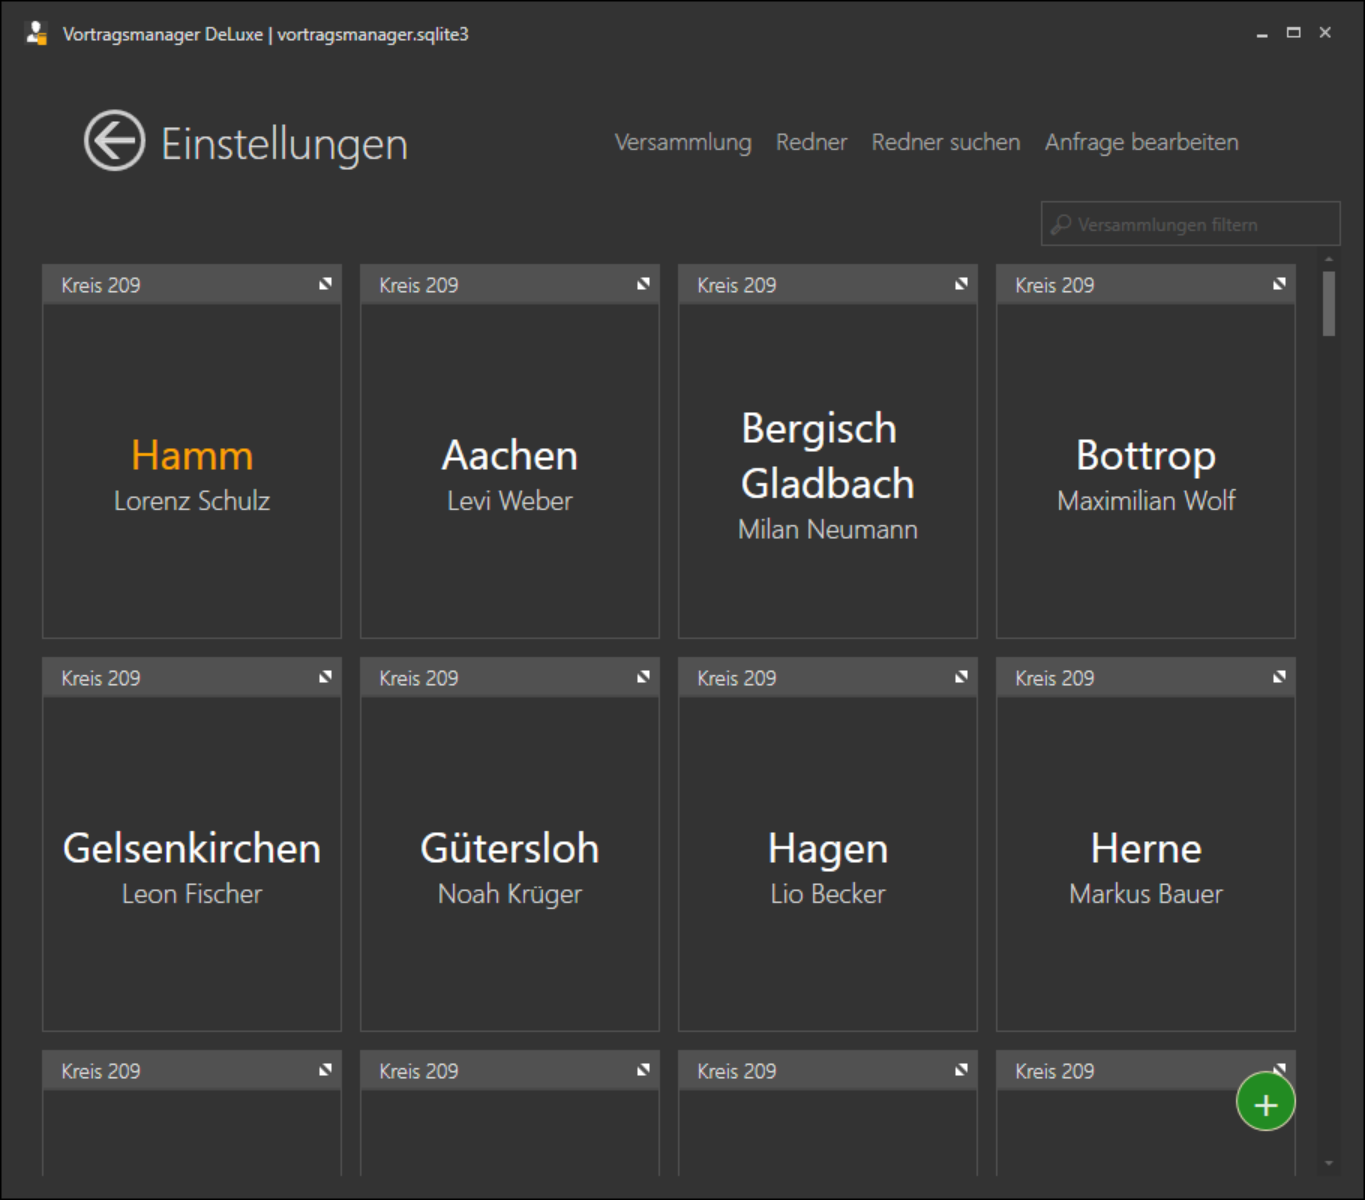 Vortragsmanager DeLuxe | vortragsmanager.sqlite3
Einstellungen
Versammlung Redner Redner suchen Anfrage bearbeiten
Versammlungen filtern
Kreis 209
Hamm
Lorenz Schulz
Kreis 209
Aachen
Levi Weber
Kreis 209
Bergisch
Gladbach
Milan Neumann
Kreis 209
Bottrop
Maximilian Wolf
Kreis 209
Gelsenkirchen
Leon Fischer
Kreis 209
Gütersloh
Noah Krüger
Kreis 209
Hagen
Lio Becker
Kreis 209
Herne
Markus Bauer
Kreis 209
Kreis 209
Kreis 209
Kreis 209
+